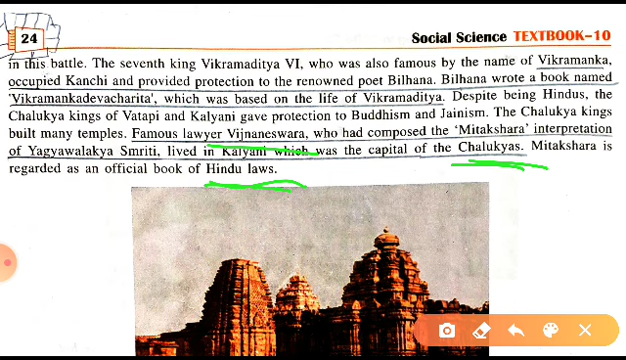 24
Social Science TEXTBOOK-10
in this battle. The seventh king Vikramaditya VI, who was also famous by the name of Vikramanka,
occupied Kanchi and provided protection to the renowned poet Bilhana. Bilhana wrote a book named
'Vikramankadevacharita', which was based on the life of Vikramaditya. Despite being Hindus, the
Chalukya kings of Vatapi and Kalyani gave protection to Buddhism and Jainism. The Chalukya kings
built many temples. Famous lawyer Vijnaneswara, who had composed the 'Mitakshara' interpretation
of Yagyawalakya Smriti, lived in Kalyani which was the capital of the Chalukyas. Mitakshara is
regarded as an official book of Hindu laws.